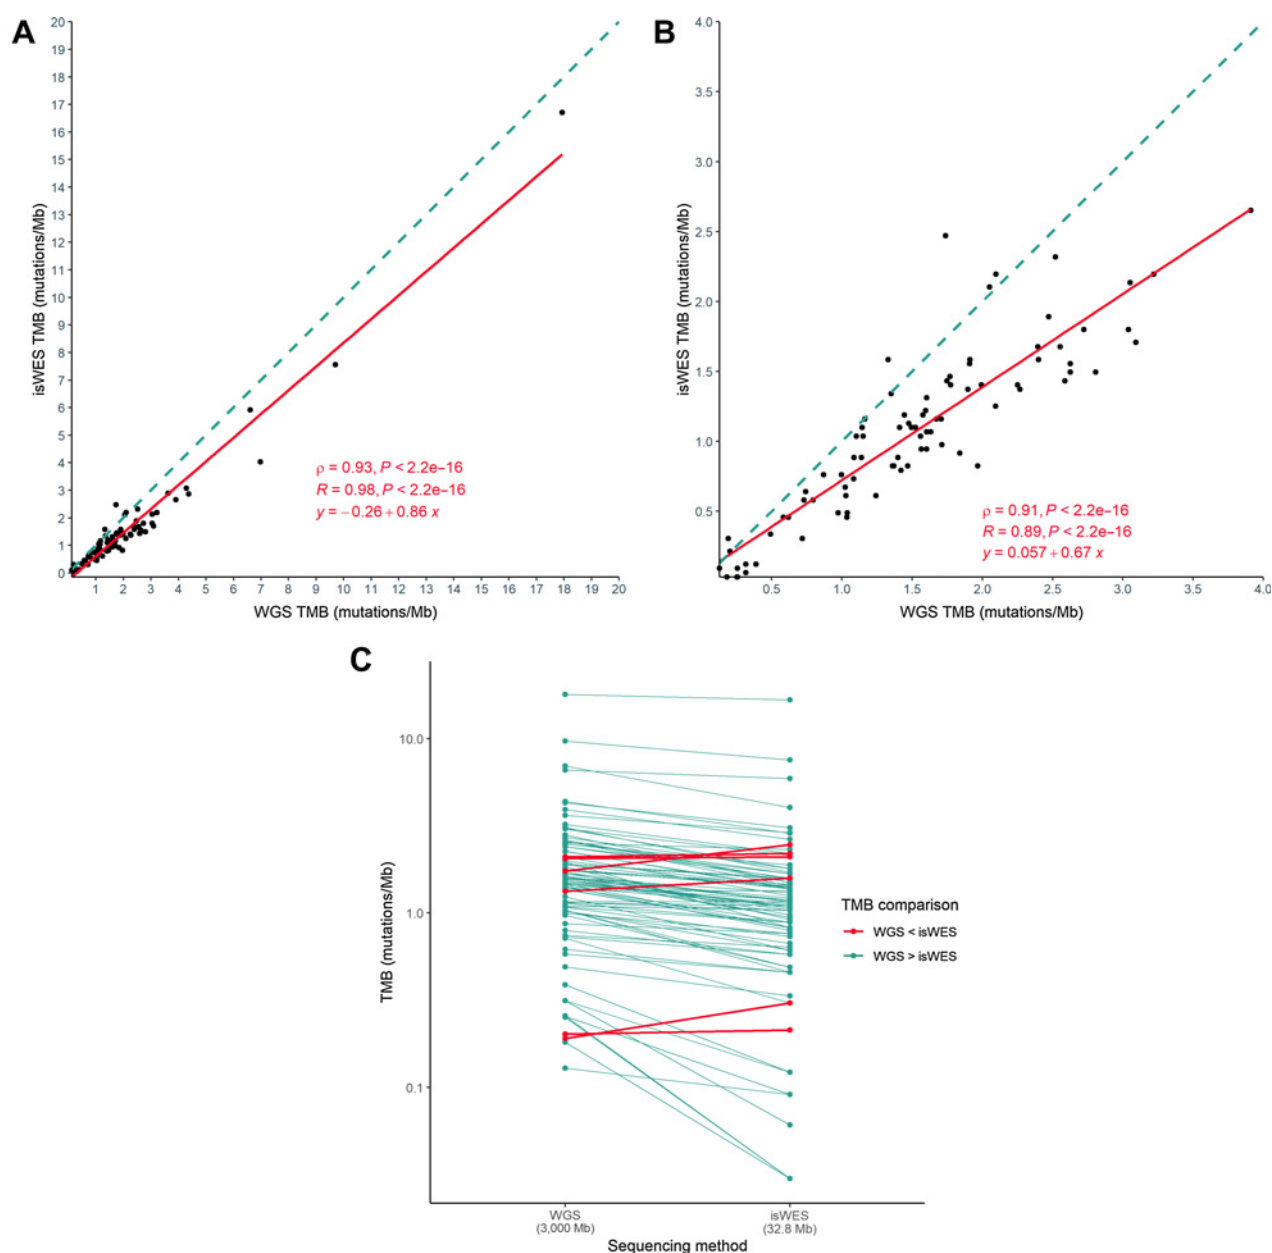 A
20
19
18
17
16
15
14
13
12
11
10
9
8
7
6
5
4
3
2
1
0
isWES TMB (mutations/Mb)
ρ = 0.93, P < 2.2e−16
R = 0.98, P < 2.2e−16
y = −0.26 + 0.86 x
1 2 3 4 5 6 7 8 9 10 11 12 13 14 15 16 17 18 19 20
WGS TMB (mutations/Mb)
B
4.0
3.5
3.0
2.5
2.0
1.5
1.0
0.5
isWES TMB (mutations/Mb)
ρ = 0.91, P < 2.2e−16
R = 0.89, P < 2.2e−16
y = 0.057 + 0.67 x
0.5 1.0 1.5 2.0 2.5 3.0 3.5 4.0
WGS TMB (mutations/Mb)
C
10.0
1.0
0.1
TMB (mutations/Mb)
TMB comparison
WGS < isWES
WGS > isWES
WGS
(3,000 Mb)
isWES
(32.8 Mb)
Sequencing method